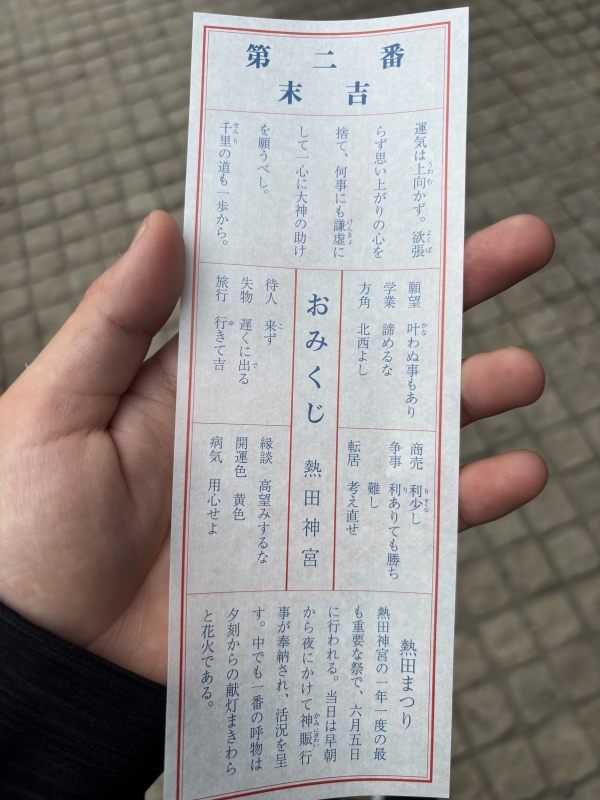 第二番
末吉
運気は上向かず。欲張
らず思い上がりの心を
捨て、何事にも謙虚に
して一心に大神の助け
を願うべし。
千里の道も一歩から。
願望 叶わぬ事もあり
学業 諦めるな
方角 北西よし
おみくじ 熱田神宮
待人 来ず
失物 遅くに出る
旅行 行きて吉
商売 利少し
争事 利ありても勝ち
難し
転居 考え直せ
縁談 高望みするな
開運色 黄色
病気 用心せよ
熱田まつり
熱田神宮の一年一度の最
も重要な祭で、六月五日
に行われる。当日は早朝
から夜にかけて神賑行
事が奉納され、活況を呈
す。中でも一番の呼物は
夕刻からの献灯まきわら
と花火である。